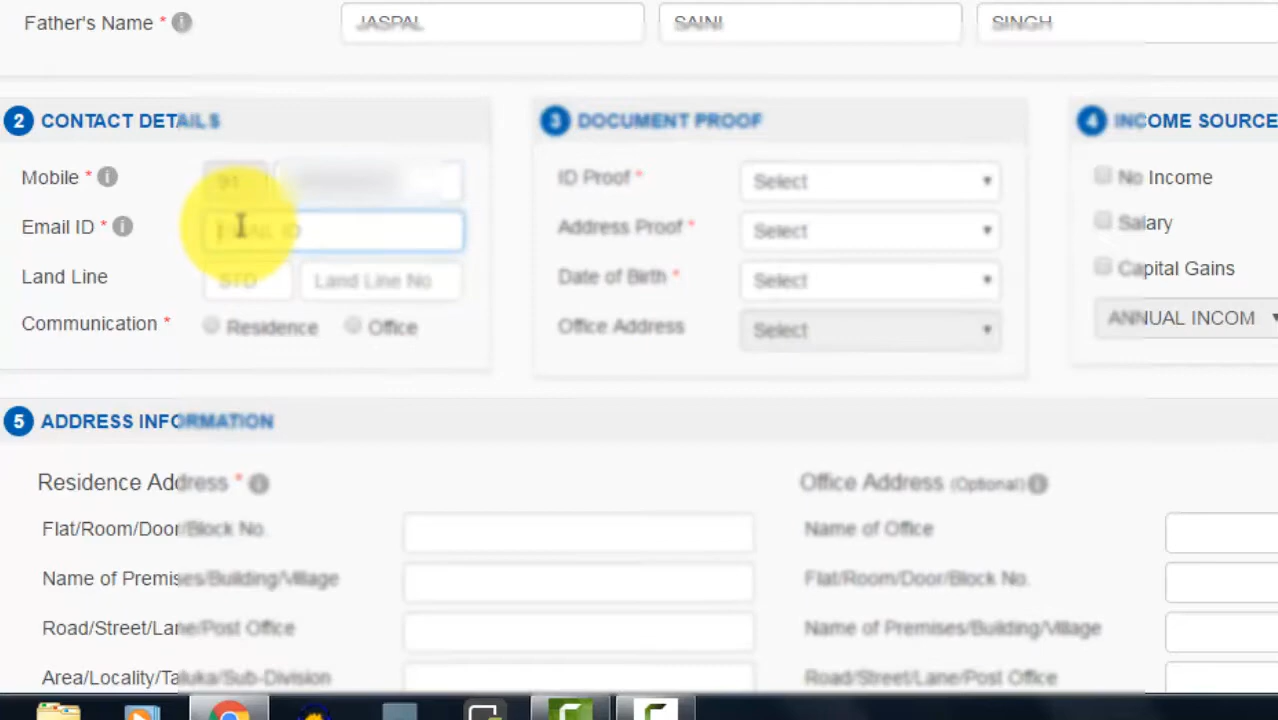 Father's Name * JASPAL SAINI SINGH
2 CONTACT DETAILS
Mobile * 91
Email ID * EMAIL ID
Land Line STD Land Line No
Communication * Residence Office
3 DOCUMENT PROOF
ID Proof * Select
Address Proof * Select
Date of Birth * Select
Office Address Select
4 INCOME SOURCE
No Income
Salary
Capital Gains
ANNUAL INCOM
5 ADDRESS INFORMATION
Residence Address *
Flat/Room/Door/Block No.
Name of Premises/Building/Village
Road/Street/Lane/Post Office
Area/Locality/Taluka/Sub-Division
Office Address (Optional)
Name of Office
Flat/Room/Door/Block No.
Name of Premises/Building/Village
Road/Street/Lane/Post Office